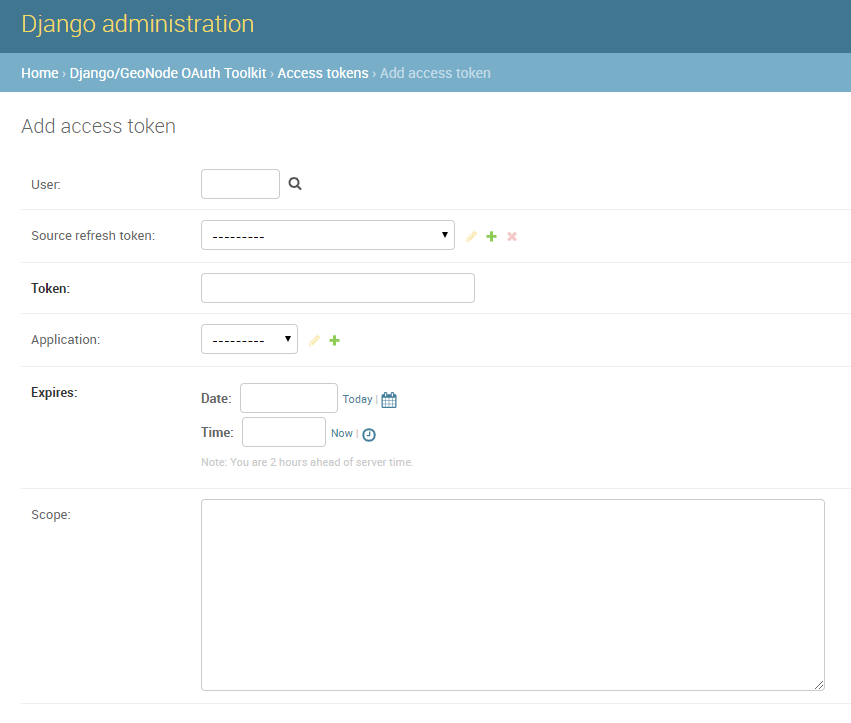 Django administration
Home › Django/GeoNode OAuth Toolkit › Access tokens › Add access token
Add access token
User:
Source refresh token: ---------
Token:
Application: ---------
Expires:
Date: Today |
Time: Now |
Note: You are 2 hours ahead of server time.
Scope: